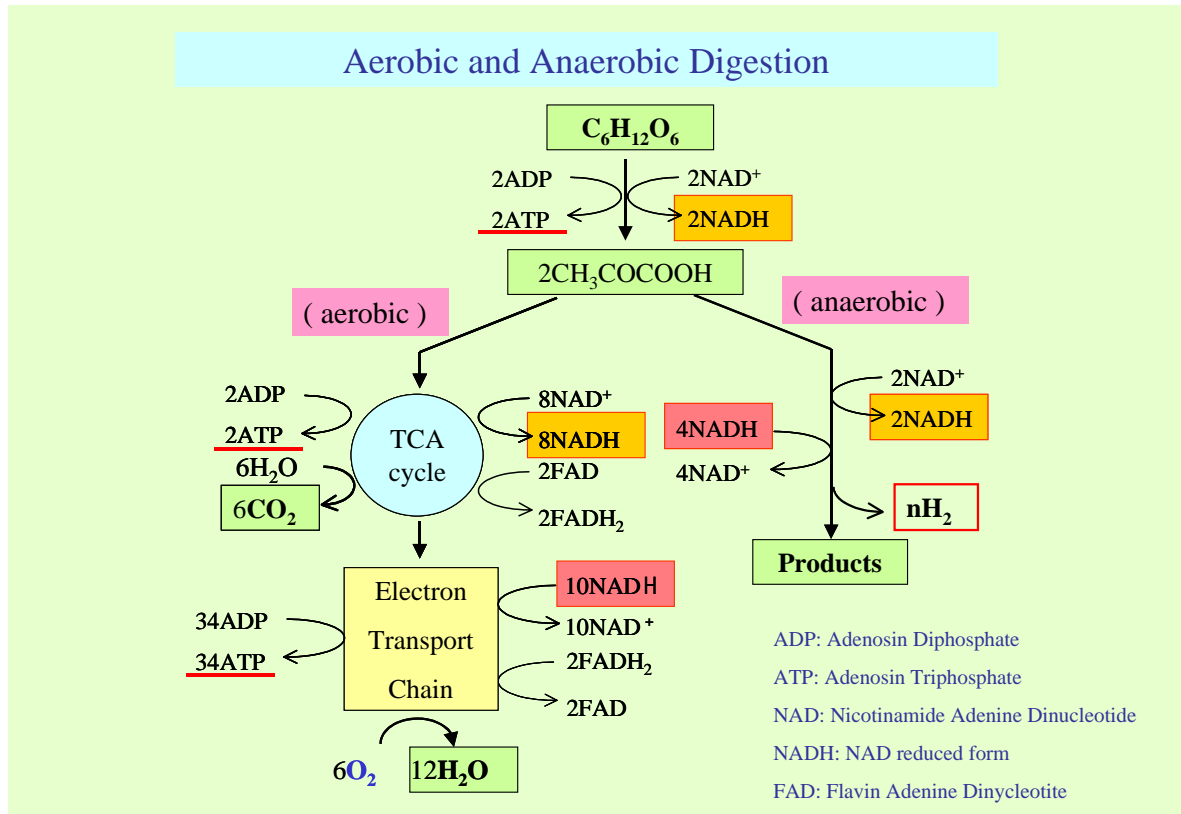 Aerobic and Anaerobic Digestion
C₆H₁₂O₆
2ADP
2NAD⁺
2ATP
2NADH
2CH₃COCOOH
( aerobic )
( anaerobic )
2ADP
2ATP
6H₂O
6CO₂
TCA
cycle
8NAD⁺
8NADH
2FAD
2FADH₂
Electron
Transport
Chain
34ADP
34ATP
10NADH
10NAD⁺
2FADH₂
2FAD
6O₂
12H₂O
2NAD⁺
2NADH
4NADH
4NAD⁺
nH₂
Products
ADP: Adenosin Diphosphate
ATP: Adenosin Triphosphate
NAD: Nicotinamide Adenine Dinucleotide
NADH: NAD reduced form
FAD: Flavin Adenine Dinycleotite